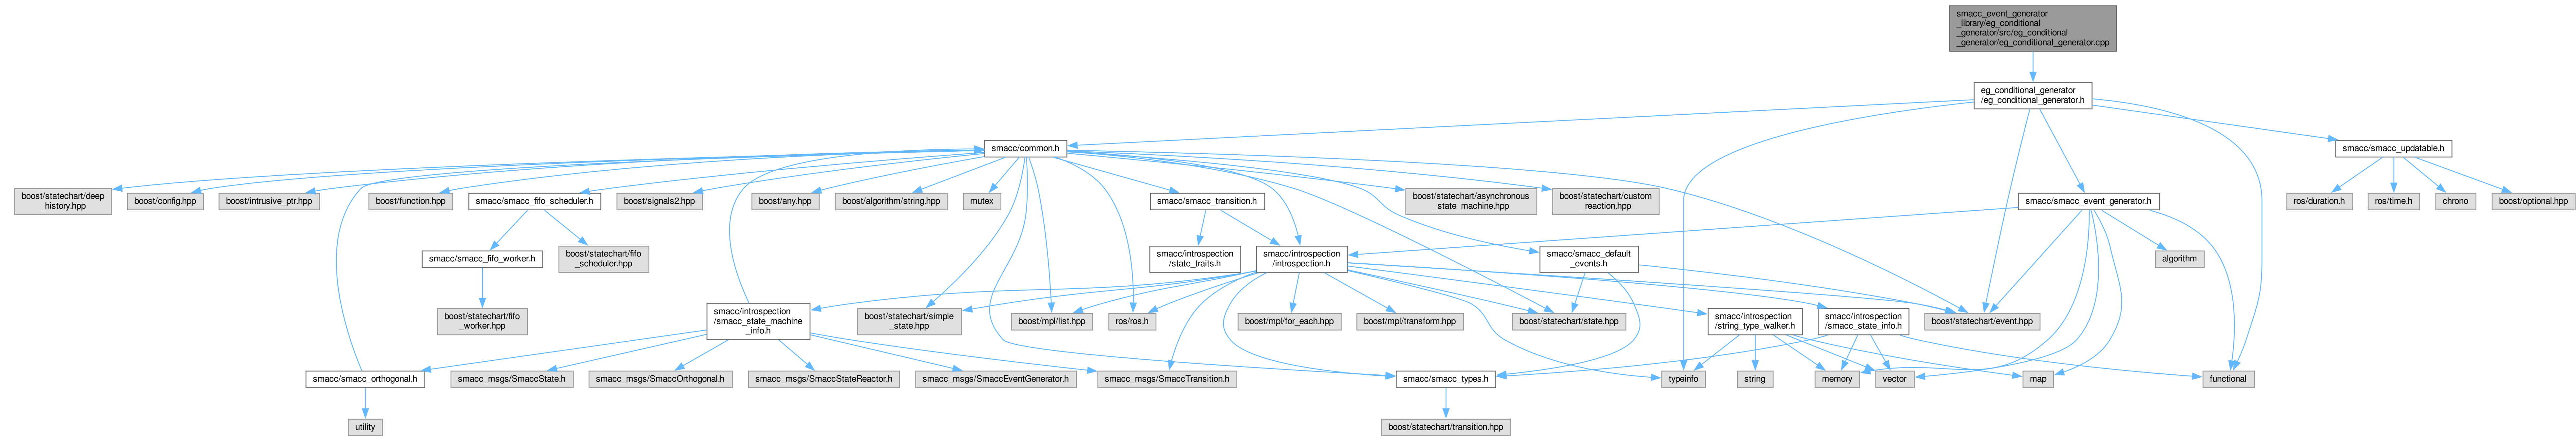 smacc_event_generator
_library/eg_conditional
_generator/src/eg_conditional
_generator/eg_conditional_generator.cpp
eg_conditional_generator
/eg_conditional_generator.h
smacc/common.h
smacc/smacc_updatable.h
boost/statechart/deep
_history.hpp
boost/config.hpp
boost/intrusive_ptr.hpp
boost/function.hpp
smacc/smacc_fifo_scheduler.h
boost/signals2.hpp
boost/any.hpp
boost/algorithm/string.hpp
mutex
smacc/smacc_transition.h
boost/statechart/asynchronous
_state_machine.hpp
boost/statechart/custom
_reaction.hpp
smacc/smacc_event_generator.h
ros/duration.h
ros/time.h
chrono
boost/optional.hpp
smacc/smacc_fifo_worker.h
boost/statechart/fifo
_scheduler.hpp
smacc/introspection
/state_traits.h
smacc/introspection
/introspection.h
smacc/smacc_default
_events.h
algorithm
boost/statechart/fifo
_worker.hpp
smacc/introspection
/smacc_state_machine
_info.h
boost/statechart/simple
_state.hpp
boost/mpl/list.hpp
ros/ros.h
boost/mpl/for_each.hpp
boost/mpl/transform.hpp
boost/statechart/state.hpp
smacc/introspection
/string_type_walker.h
smacc/introspection
/smacc_state_info.h
boost/statechart/event.hpp
smacc/smacc_orthogonal.h
smacc_msgs/SmaccState.h
smacc_msgs/SmaccOrthogonal.h
smacc_msgs/SmaccStateReactor.h
smacc_msgs/SmaccEventGenerator.h
smacc_msgs/SmaccTransition.h
smacc/smacc_types.h
typeinfo
string
memory
vector
map
functional
utility
boost/statechart/transition.hpp